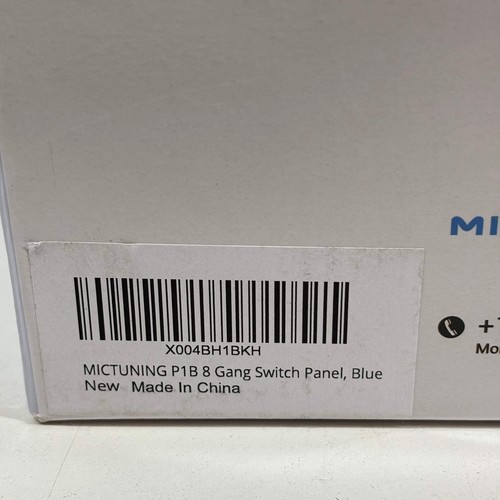 MI
+
Mo
X004BH1BKH
MICTUNING P1B 8 Gang Switch Panel, Blue
New Made In China